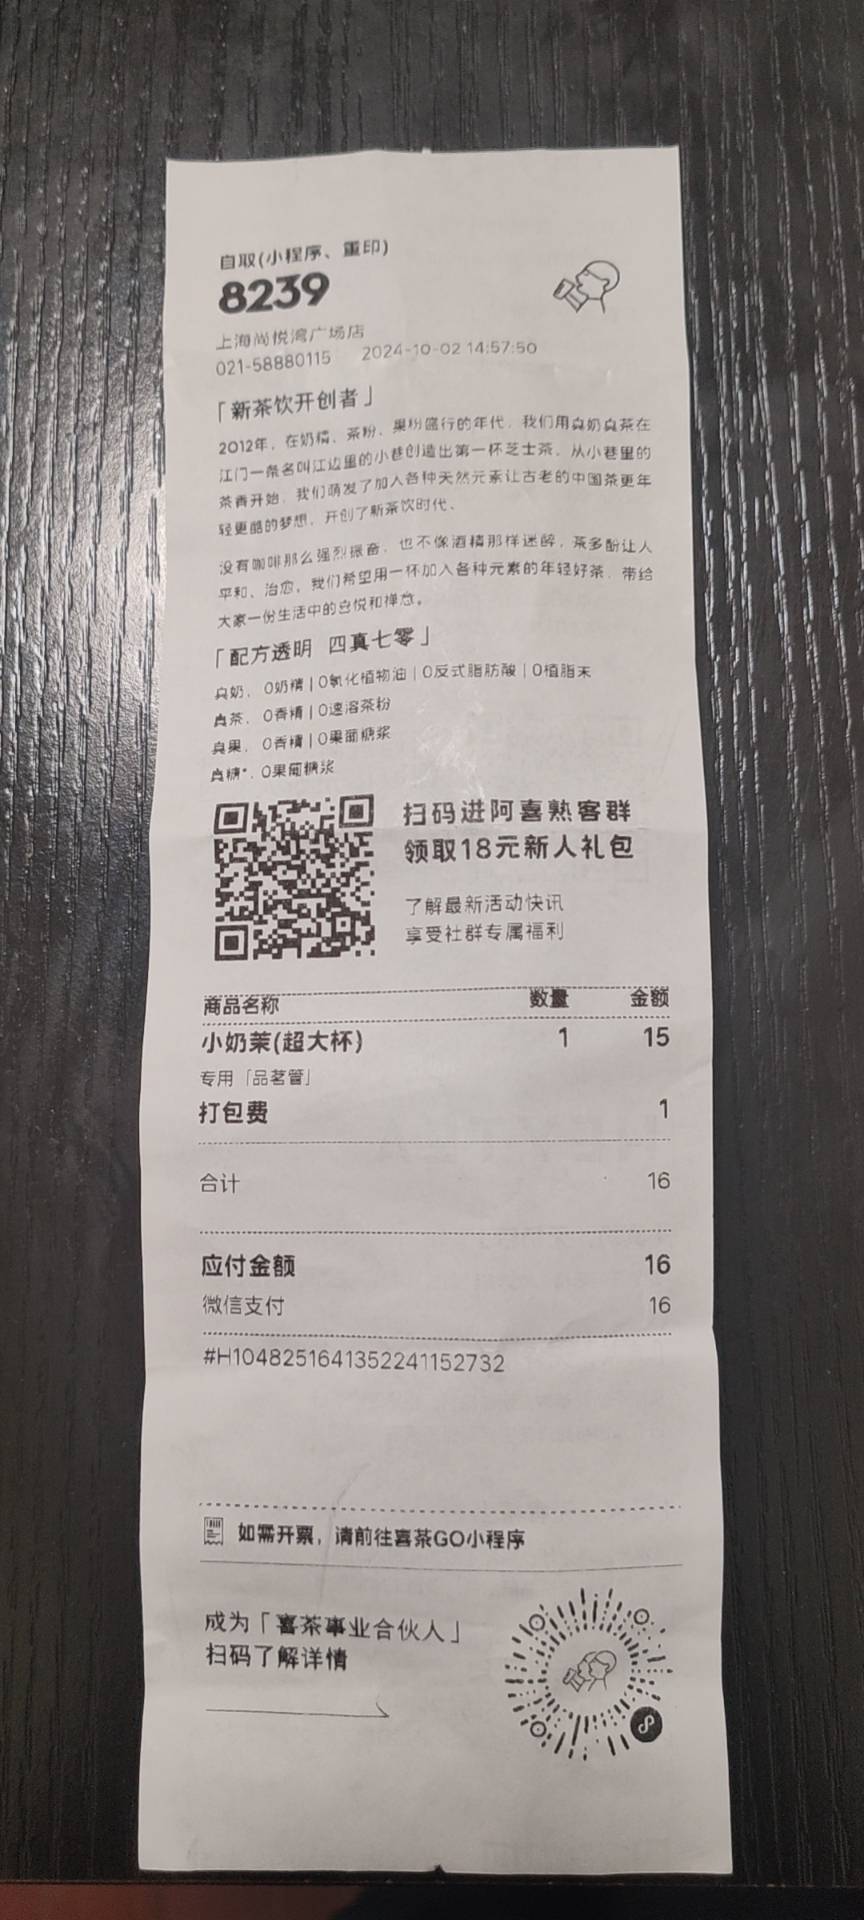 自取(小程序、重印)
8239
上海尚悦湾广场店
021-58880115 2024-10-02 14:57:50
「新茶饮开创者」
2012年，在奶精、茶粉、果粉盛行的年代，我们用真奶真茶在
江门一条名叫江边里的小巷创造出第一杯芝士茶。从小巷里的
茶香开始，我们萌发了加入各种天然元素让古老的中国茶更年
轻更酷的梦想，开创了新茶饮时代。
没有咖啡那么强烈振奋，也不像酒精那样迷醉，茶多酚让人
平和、治愈，我们希望用一杯加入各种元素的年轻好茶，带给
大家一份生活中的喜悦和禅意。
「配方透明 四真七零」
真奶，0奶精|0氢化植物油|0反式脂肪酸|0植脂末
真茶，0香精|0速溶茶粉
真果，0香精|0果葡糖浆
真糖*，0果葡糖浆
扫码进阿喜熟客群
领取18元新人礼包
了解最新活动快讯
享受社群专属福利
商品名称 数量 金额
小奶茉(超大杯) 1 15
专用「品茗管」
打包费 1
合计 16
应付金额 16
微信支付 16
#H1048251641352241152732
如需开票，请前往喜茶GO小程序
成为「喜茶事业合伙人」
扫码了解详情